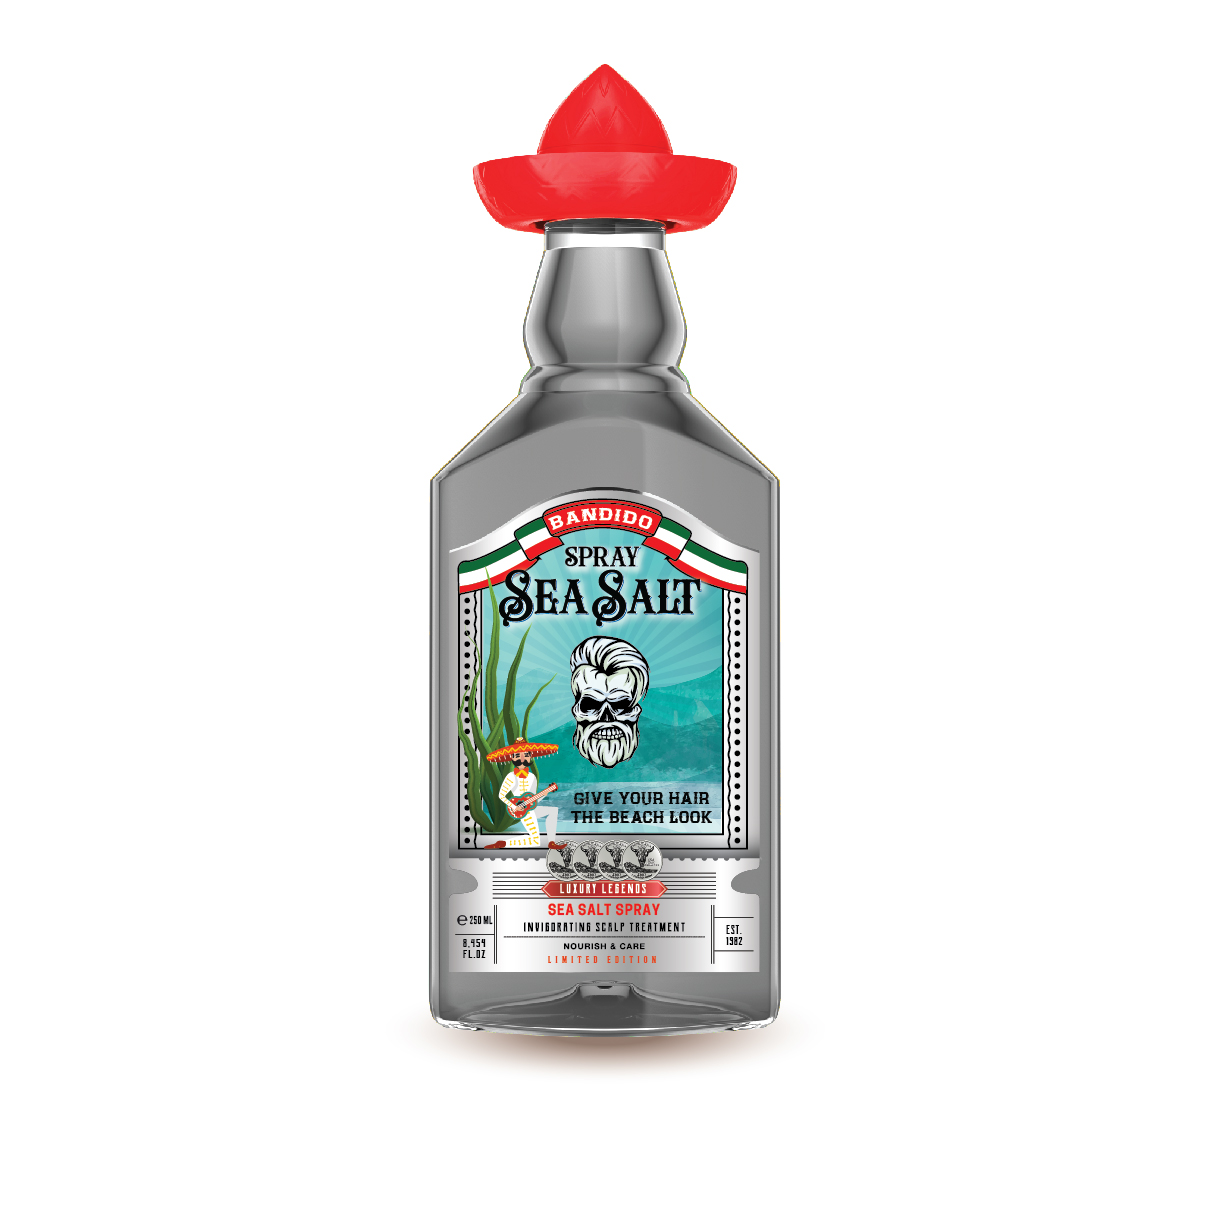 BANDIDO
SPRAY
SEA SALT
GIVE YOUR HAIR
THE BEACH LOOK
LUXURY LEGENDS
SEA SALT SPRAY
INVIGORATING SCALP TREATMENT
NOURISH & CARE
LIMITED EDITION
℮ 250 ML
8,454
FL.OZ
EST.
1982